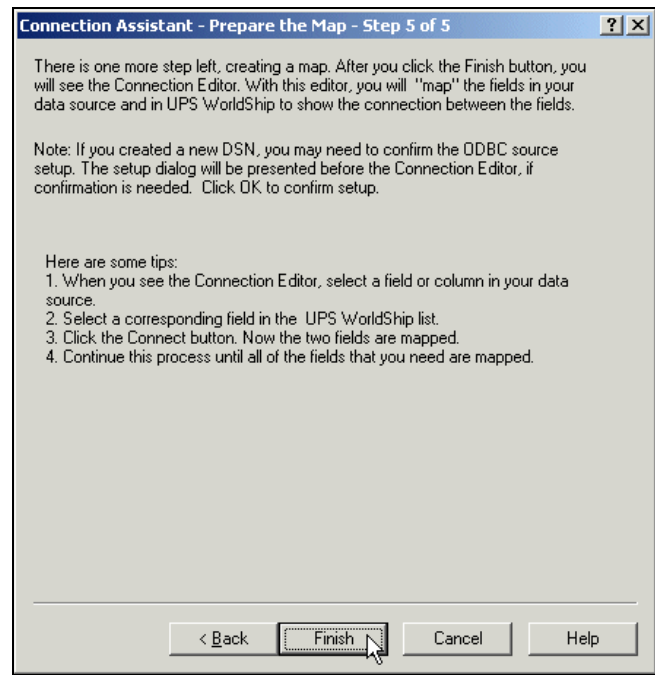 Connection Assistant - Prepare the Map - Step 5 of 5
There is one more step left, creating a map. After you click the Finish button, you
will see the Connection Editor. With this editor, you will  "map" the fields in your
data source and in UPS WorldShip to show the connection between the fields.
Note: If you created a new DSN, you may need to confirm the ODBC source
setup. The setup dialog will be presented before the Connection Editor, if
confirmation is needed.  Click OK to confirm setup.
Here are some tips:
1. When you see the Connection Editor, select a field or column in your data
source.
2. Select a corresponding field in the  UPS WorldShip list.
3. Click the Connect button. Now the two fields are mapped.
4. Continue this process until all of the fields that you need are mapped.
< Back Finish Cancel Help